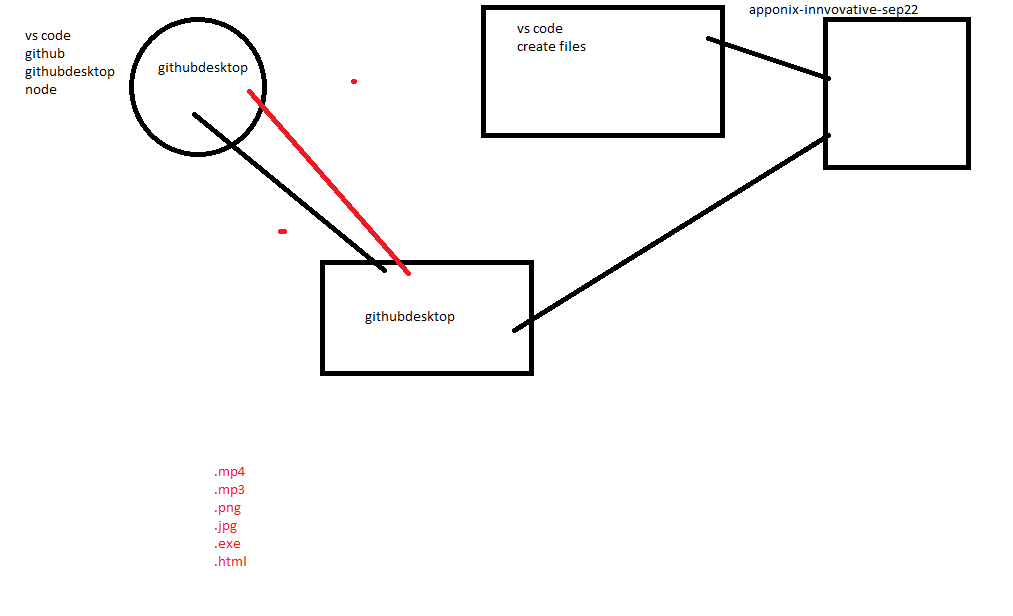 vs code
github
githubdesktop
node
githubdesktop
vs code
create files
apponix-innvovative-sep22
githubdesktop
.mp4
.mp3
.png
.jpg
.exe
.html